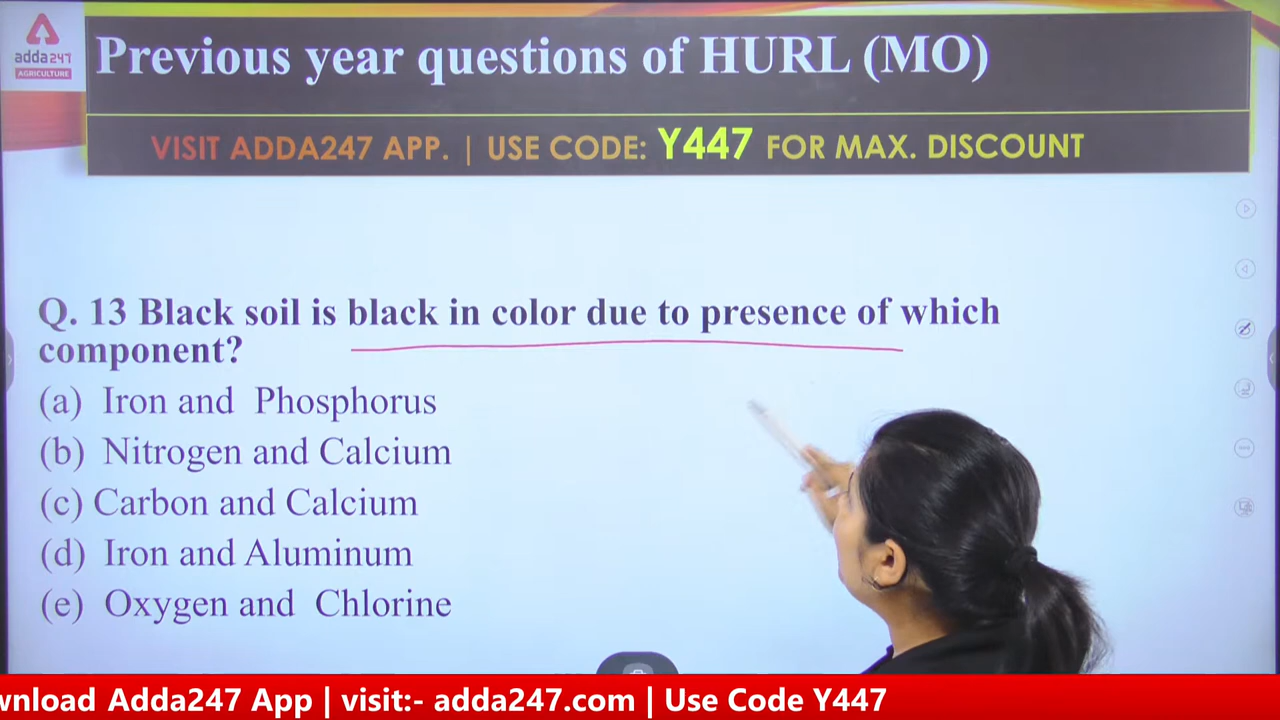 adda247
AGRICULTURE
Previous year questions of HURL (MO)
VISIT ADDA247 APP. | USE CODE: Y447 FOR MAX. DISCOUNT
Q. 13 Black soil is black in color due to presence of which
component?
(a) Iron and Phosphorus
(b) Nitrogen and Calcium
(c) Carbon and Calcium
(d) Iron and Aluminum
(e) Oxygen and Chlorine
wnload Adda247 App | visit:- adda247.com | Use Code Y447